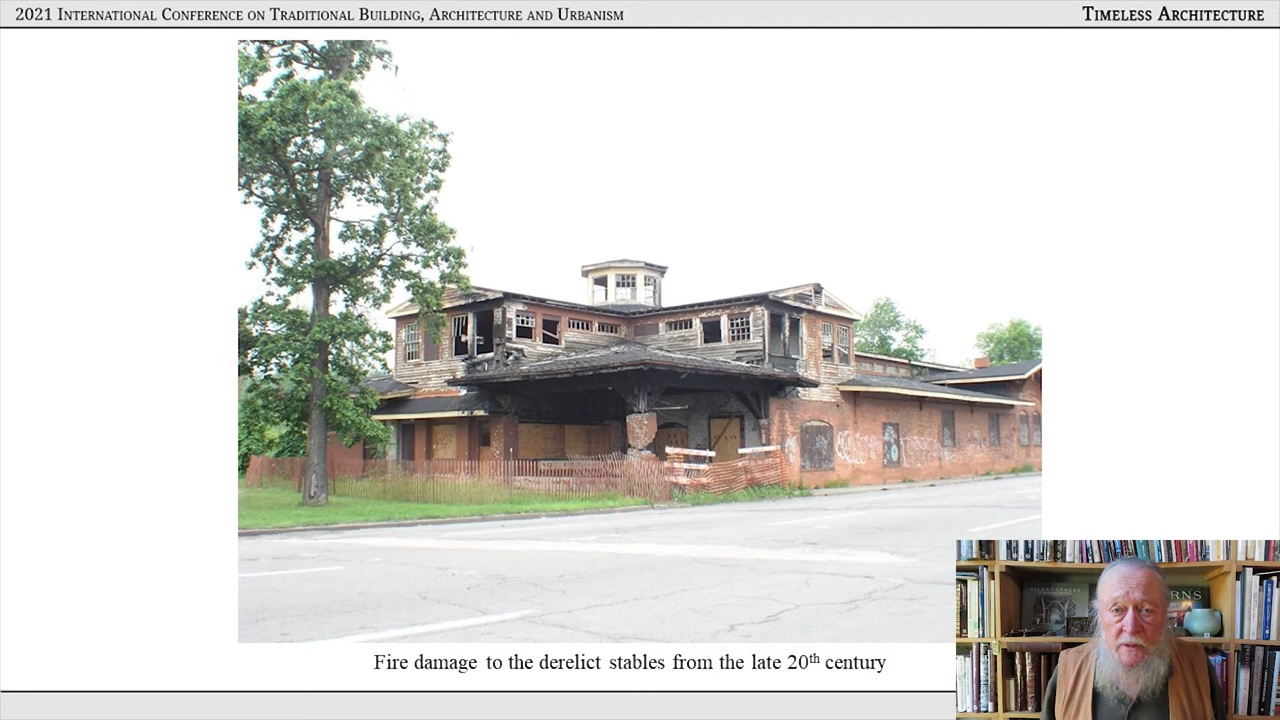 2021 International Conference on Traditional Building, Architecture and Urbanism
Timeless Architecture
Fire damage to the derelict stables from the late 20th century